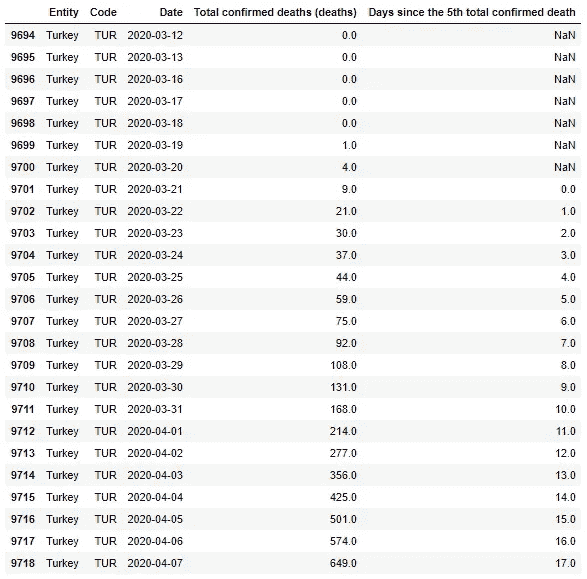 Entity Code Date Total confirmed deaths (deaths) Days since the 5th total confirmed death
9694 Turkey TUR 2020-03-12 0.0 NaN
9695 Turkey TUR 2020-03-13 0.0 NaN
9696 Turkey TUR 2020-03-16 0.0 NaN
9697 Turkey TUR 2020-03-17 0.0 NaN
9698 Turkey TUR 2020-03-18 0.0 NaN
9699 Turkey TUR 2020-03-19 1.0 NaN
9700 Turkey TUR 2020-03-20 4.0 NaN
9701 Turkey TUR 2020-03-21 9.0 0.0
9702 Turkey TUR 2020-03-22 21.0 1.0
9703 Turkey TUR 2020-03-23 30.0 2.0
9704 Turkey TUR 2020-03-24 37.0 3.0
9705 Turkey TUR 2020-03-25 44.0 4.0
9706 Turkey TUR 2020-03-26 59.0 5.0
9707 Turkey TUR 2020-03-27 75.0 6.0
9708 Turkey TUR 2020-03-28 92.0 7.0
9709 Turkey TUR 2020-03-29 108.0 8.0
9710 Turkey TUR 2020-03-30 131.0 9.0
9711 Turkey TUR 2020-03-31 168.0 10.0
9712 Turkey TUR 2020-04-01 214.0 11.0
9713 Turkey TUR 2020-04-02 277.0 12.0
9714 Turkey TUR 2020-04-03 356.0 13.0
9715 Turkey TUR 2020-04-04 425.0 14.0
9716 Turkey TUR 2020-04-05 501.0 15.0
9717 Turkey TUR 2020-04-06 574.0 16.0
9718 Turkey TUR 2020-04-07 649.0 17.0